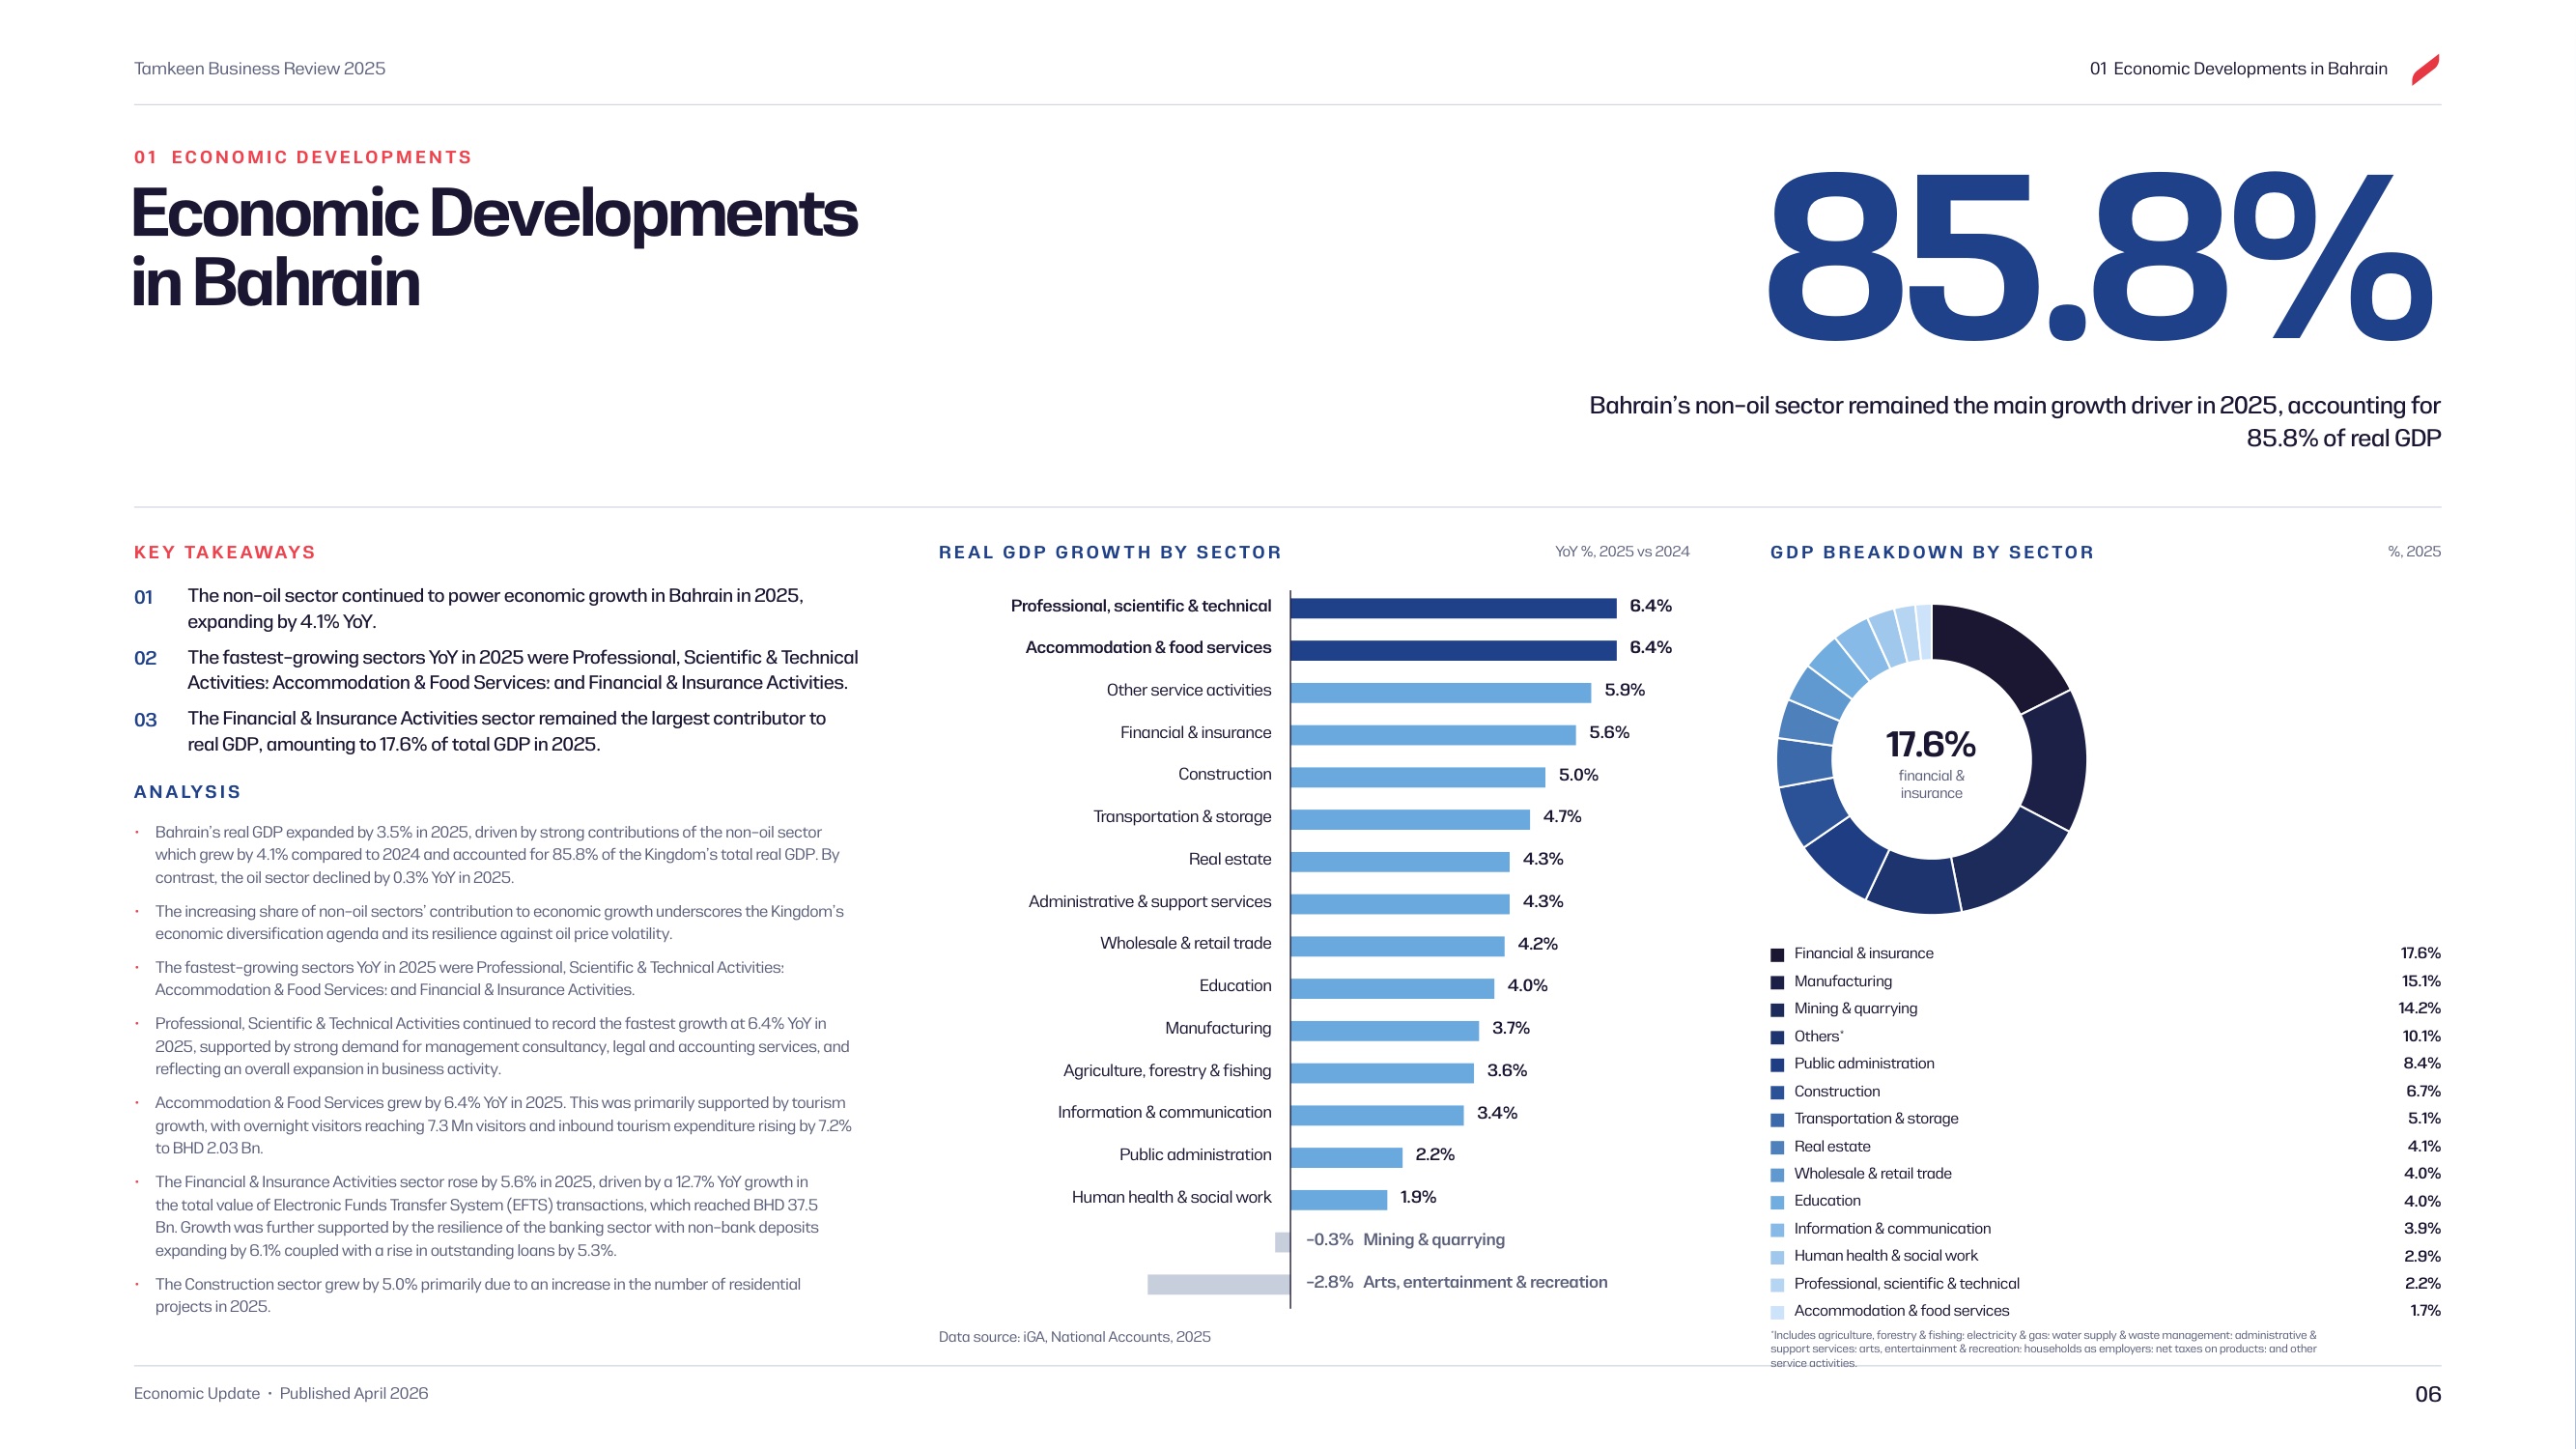 Tamkeen Business Review 2025
01 Economic Developments in Bahrain
01 ECONOMIC DEVELOPMENTS
Economic Developments
in Bahrain
85.8%
Bahrain's non-oil sector remained the main growth driver in 2025, accounting for
85.8% of real GDP
KEY TAKEAWAYS
01 The non-oil sector continued to power economic growth in Bahrain in 2025,
expanding by 4.1% YoY.
02 The fastest-growing sectors YoY in 2025 were Professional, Scientific & Technical
Activities; Accommodation & Food Services; and Financial & Insurance Activities.
03 The Financial & Insurance Activities sector remained the largest contributor to
real GDP, amounting to 17.6% of total GDP in 2025.
ANALYSIS
• Bahrain's real GDP expanded by 3.5% in 2025, driven by strong contributions of the non-oil sector
which grew by 4.1% compared to 2024 and accounted for 85.8% of the Kingdom's total real GDP. By
contrast, the oil sector declined by 0.3% YoY in 2025.
• The increasing share of non-oil sectors' contribution to economic growth underscores the Kingdom's
economic diversification agenda and its resilience against oil price volatility.
• The fastest-growing sectors YoY in 2025 were Professional, Scientific & Technical Activities;
Accommodation & Food Services; and Financial & Insurance Activities.
• Professional, Scientific & Technical Activities continued to record the fastest growth at 6.4% YoY in
2025, supported by strong demand for management consultancy, legal and accounting services, and
reflecting an overall expansion in business activity.
• Accommodation & Food Services grew by 6.4% YoY in 2025. This was primarily supported by tourism
growth, with overnight visitors reaching 7.3 Mn visitors and inbound tourism expenditure rising by 7.2%
to BHD 2.03 Bn.
• The Financial & Insurance Activities sector rose by 5.6% in 2025, driven by a 12.7% YoY growth in
the total value of Electronic Funds Transfer System (EFTS) transactions, which reached BHD 37.5
Bn. Growth was further supported by the resilience of the banking sector with non-bank deposits
expanding by 6.1% coupled with a rise in outstanding loans by 5.3%.
• The Construction sector grew by 5.0% primarily due to an increase in the number of residential
projects in 2025.
REAL GDP GROWTH BY SECTOR YoY %, 2025 vs 2024
Professional, scientific & technical 6.4%
Accommodation & food services 6.4%
Other service activities 5.9%
Financial & insurance 5.6%
Construction 5.0%
Transportation & storage 4.7%
Real estate 4.3%
Administrative & support services 4.3%
Wholesale & retail trade 4.2%
Education 4.0%
Manufacturing 3.7%
Agriculture, forestry & fishing 3.6%
Information & communication 3.4%
Public administration 2.2%
Human health & social work 1.9%
-0.3% Mining & quarrying
-2.8% Arts, entertainment & recreation
Data source: iGA, National Accounts, 2025
GDP BREAKDOWN BY SECTOR %, 2025
17.6%
financial &
insurance
Financial & insurance 17.6%
Manufacturing 15.1%
Mining & quarrying 14.2%
Others* 10.1%
Public administration 8.4%
Construction 6.7%
Transportation & storage 5.1%
Real estate 4.1%
Wholesale & retail trade 4.0%
Education 4.0%
Information & communication 3.9%
Human health & social work 2.9%
Professional, scientific & technical 2.2%
Accommodation & food services 1.7%
*Includes agriculture, forestry & fishing; electricity & gas; water supply & waste management; administrative &
support services; arts, entertainment & recreation; households as employers; net taxes on products; and other
service activities.
Economic Update • Published April 2026
06